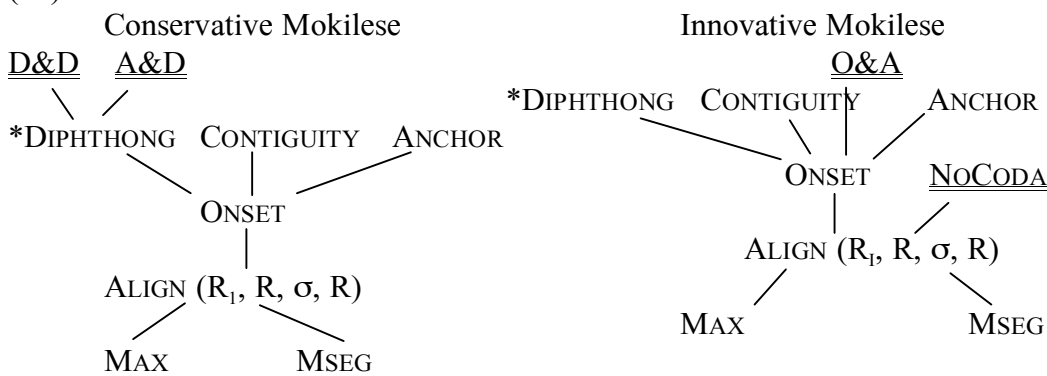 Conservative Mokilese
D&D A&D
*DIPHTHONG CONTIGUITY ANCHOR
ONSET
ALIGN (R₁, R, σ, R)
MAX MSEG
Innovative Mokilese
O&A
*DIPHTHONG CONTIGUITY ANCHOR
ONSET NOCODA
ALIGN (R_I, R, σ, R)
MAX MSEG